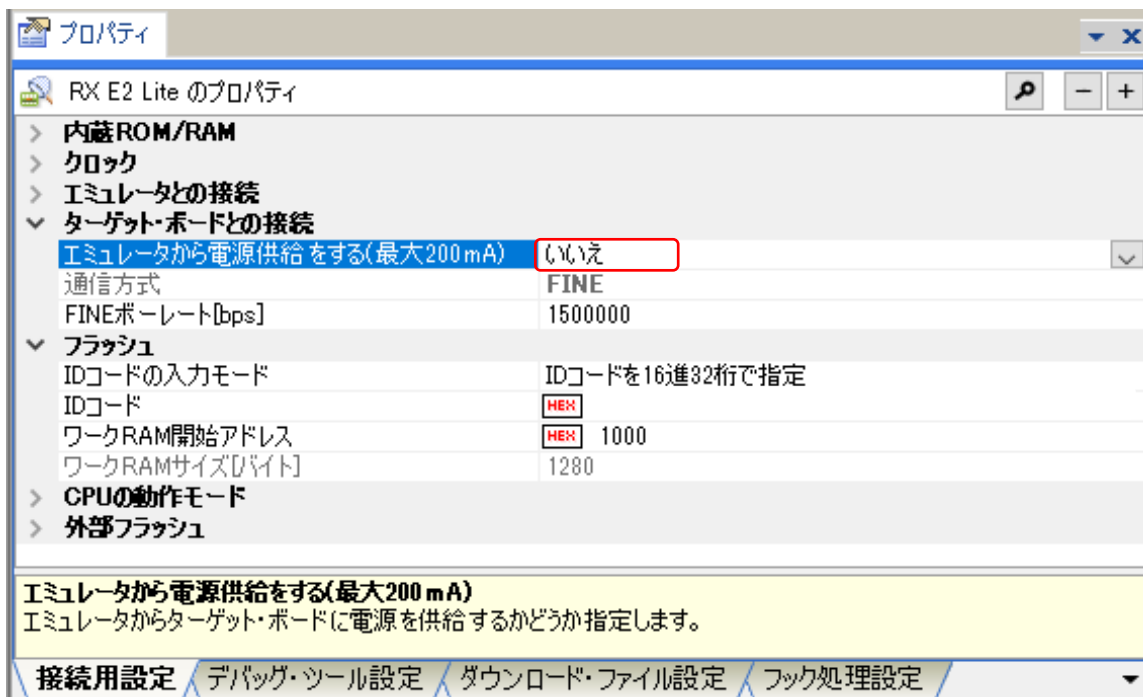 プロパティ
RX E2 Lite のプロパティ
内蔵ROM/RAM
クロック
エミュレータとの接続
ターゲット・ボードとの接続
エミュレータから電源供給をする(最大200mA) いいえ
通信方式 FINE
FINEボーレート[bps] 1500000
フラッシュ
IDコードの入力モード IDコードを16進32桁で指定
IDコード HEX
ワークRAM開始アドレス HEX 1000
ワークRAMサイズ[バイト] 1280
CPUの動作モード
外部フラッシュ
エミュレータから電源供給をする(最大200mA)
エミュレータからターゲット・ボードに電源を供給するかどうか指定します。
接続用設定 デバッグ・ツール設定 ダウンロード・ファイル設定 フック処理設定